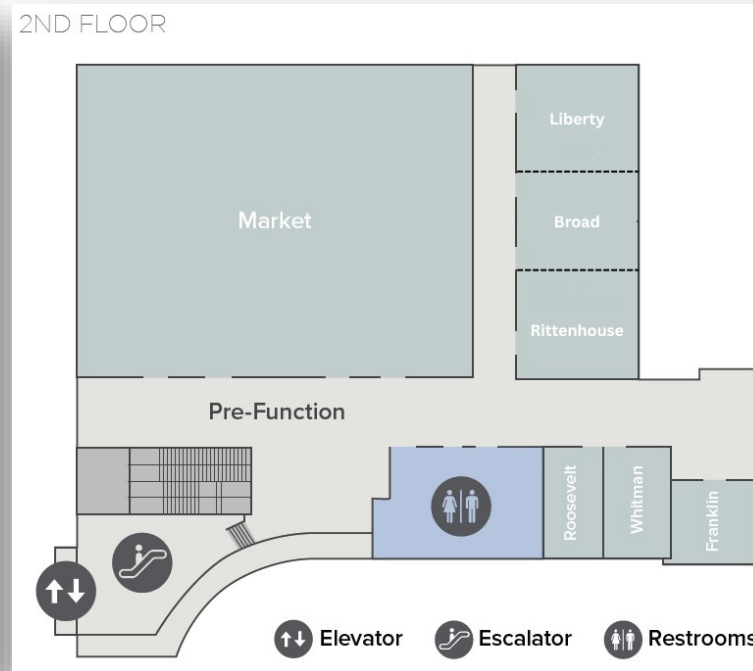 2ND FLOOR
Liberty
Market
Broad
Rittenhouse
Pre-Function
Roosevelt
Whitman
Franklin
Elevator
Escalator
Restrooms